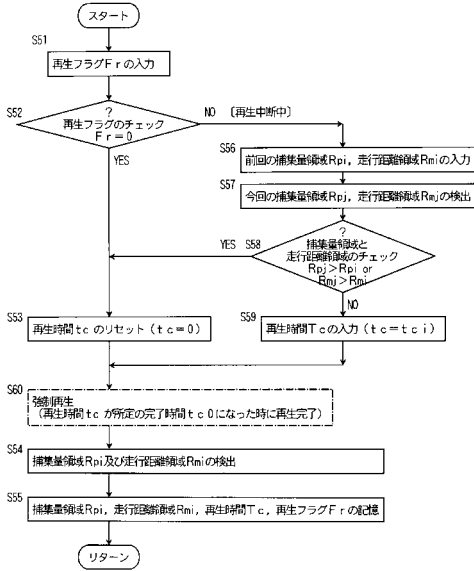 スタート
S51
再生フラグＦｒの入力
S52
？
再生フラグのチェック
Ｆｒ＝０
NO 〔再生中断中〕
YES
S56
前回の捕集量領域Rpi，走行距離領域Rmiの入力
S57
今回の捕集量領域Rpj，走行距離領域Rmjの検出
YES S58
？
捕集量領域と
走行距離領域のチェック
Rpj＞Rpi or
Rmj＞Rmi
NO
S53
再生時間ｔｃのリセット（ｔｃ＝０）
S59
再生時間Ｔｃの入力（ｔｃ＝ｔｃｉ）
S60
強制再生
（再生時間ｔｃが所定の完了時間ｔｃ０になった時に再生完了）
S54
捕集量領域Rpi及び走行距離領域Rmiの検出
S55
捕集量領域Rpi，走行距離領域Rmi，再生時間Ｔｃ，再生フラグＦｒの記憶
リターン